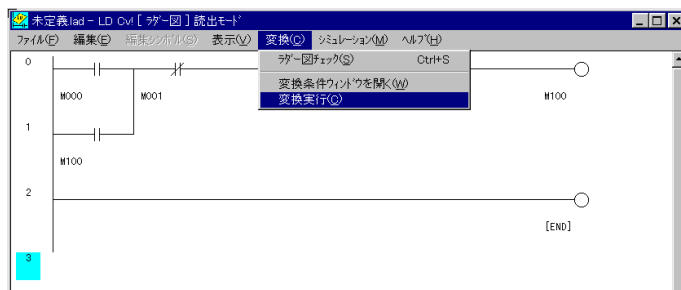 未定義.lad - LD Cv! [ ﾗﾀﾞｰ図 ] 読出ﾓｰﾄﾞ
ﾌｧｲﾙ(F) 編集(E) 編集ｼﾝﾎﾞﾙ(S) 表示(V) 変換(C) ｼﾐｭﾚｰｼｮﾝ(M) ﾍﾙﾌﾟ(H)
ﾗﾀﾞｰ図ﾁｪｯｸ(S) Ctrl+S
変換条件ｳｨﾝﾄﾞｳを開く(W)
変換実行(C)
0
M000 M001 M100
1
M100
2
[END]
3